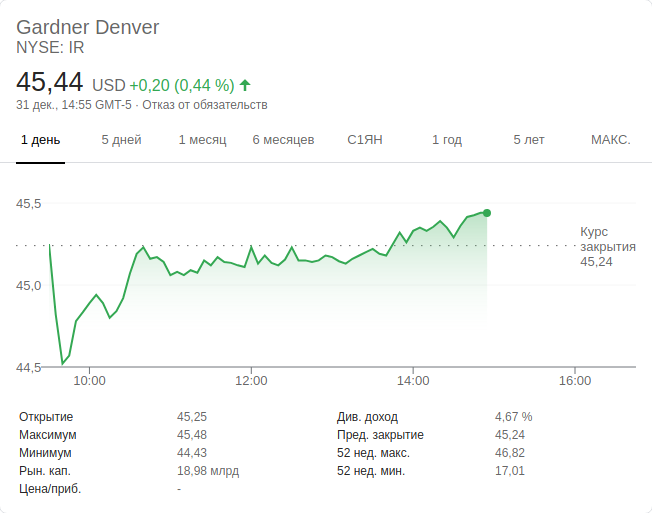 Gardner Denver
NYSE: IR
45,44 USD +0,20 (0,44 %)
31 дек., 14:55 GMT-5 · Отказ от обязательств
1 день 5 дней 1 месяц 6 месяцев С1ЯН 1 год 5 лет МАКС.
45,5
Курс
закрытия
45,24
45,0
44,5
10:00 12:00 14:00 16:00
Открытие 45,25 Див. доход 4,67 %
Максимум 45,48 Пред. закрытие 45,24
Минимум 44,43 52 нед. макс. 46,82
Рын. кап. 18,98 млрд 52 нед. мин. 17,01
Цена/приб. -